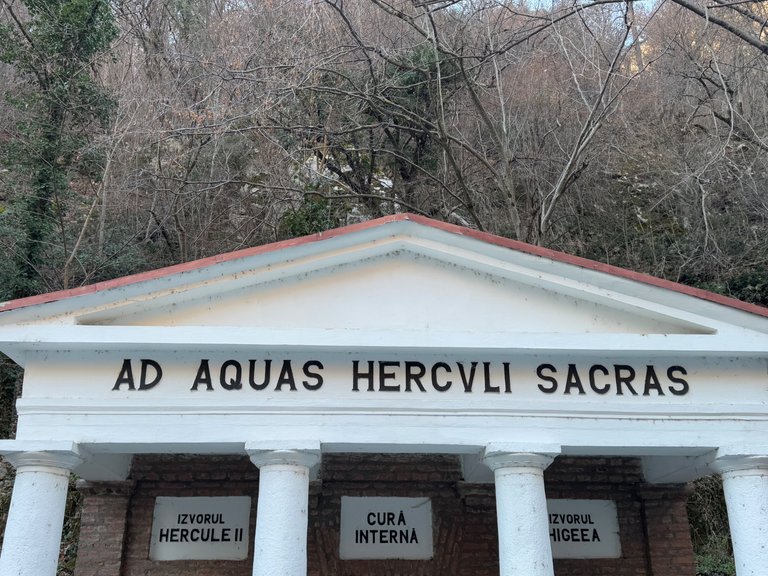 AD AQUAS HERCVLI SACRAS
IZVORUL
HERCULE II
CURĂ
INTERNĂ
IZVORUL
HIGEEA